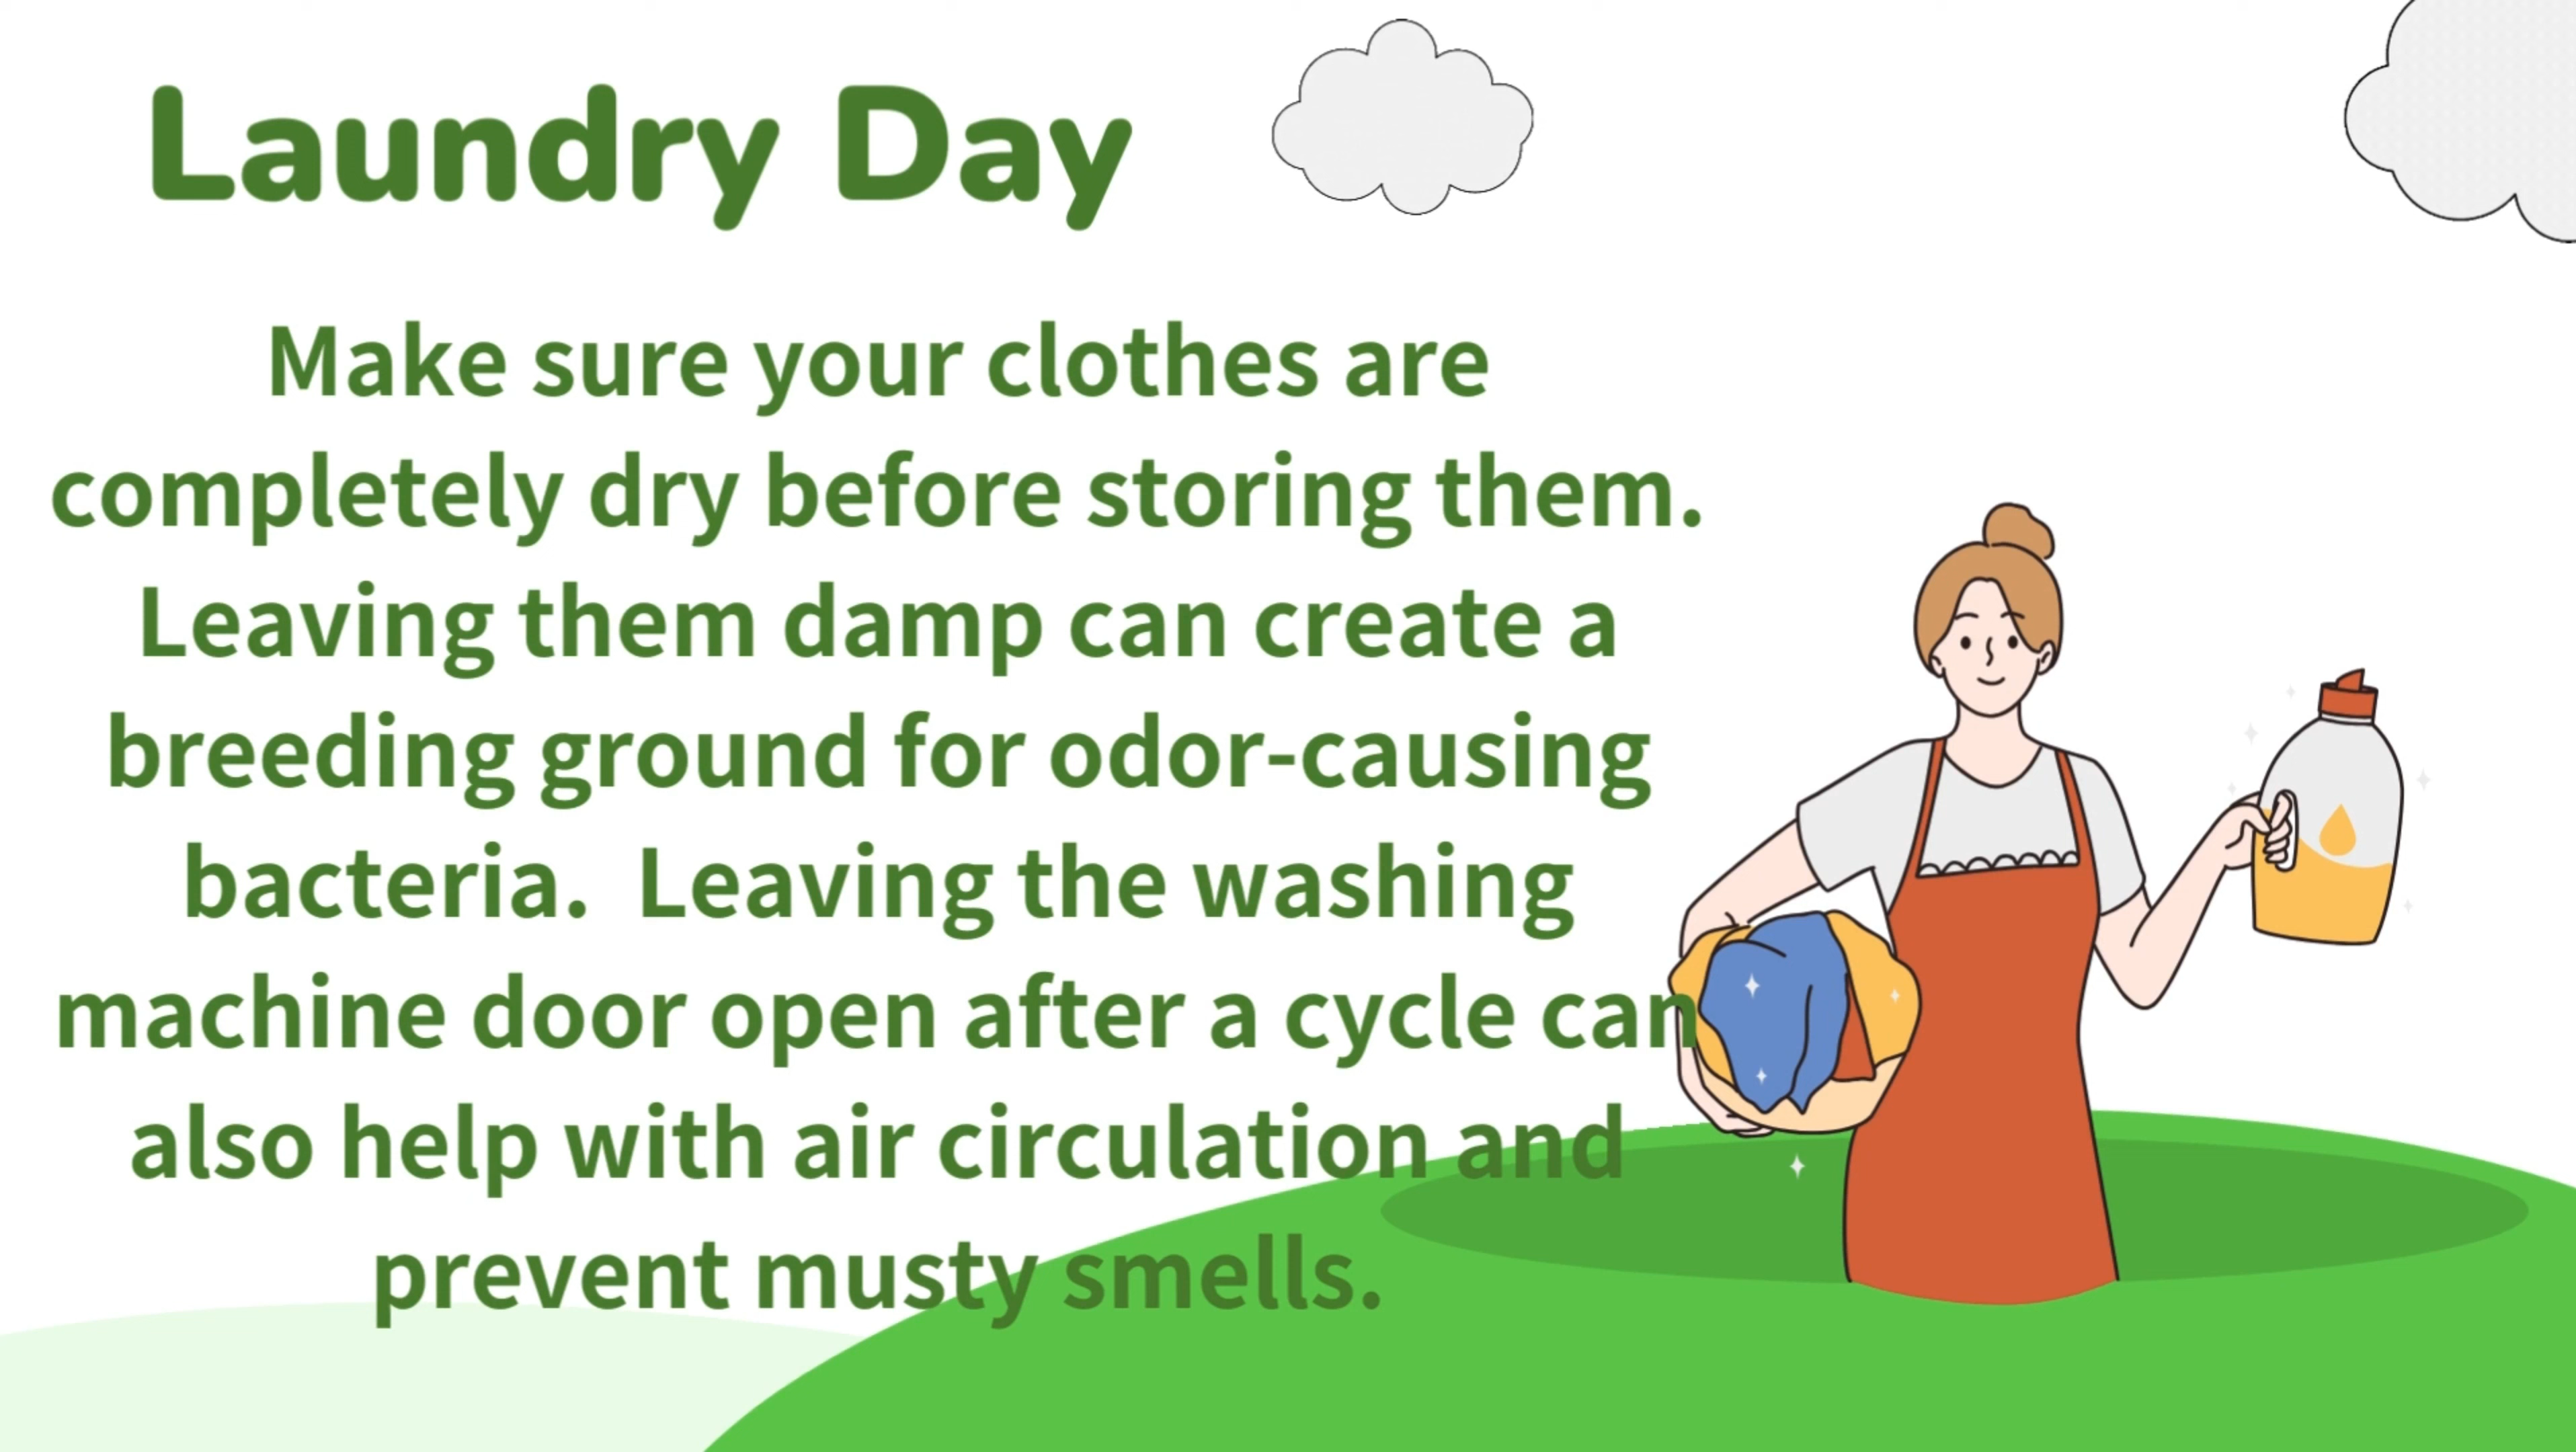 Laundry Day
Make sure your clothes are
completely dry before storing them.
Leaving them damp can create a
breeding ground for odor-causing
bacteria.  Leaving the washing
machine door open after a cycle can
also help with air circulation and
prevent musty smells.